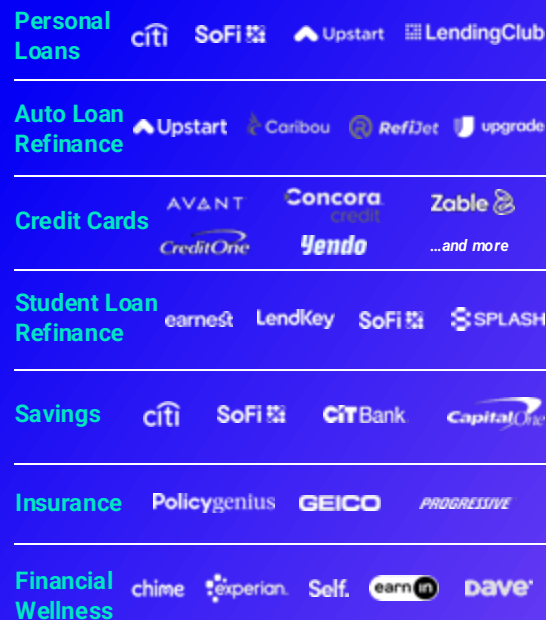 Personal Loans
citi SoFi Upstart LendingClub
Auto Loan Refinance
Upstart Caribou RefiJet upgrade
Credit Cards
AVANT Concora credit Zable
CreditOne Yendo ...and more
Student Loan Refinance
earnest LendKey SoFi SPLASH
Savings
citi SoFi CIT Bank CapitalOne
Insurance
Policygenius GEICO PROGRESSIVE
Financial Wellness
chime experian. Self. earnin Dave